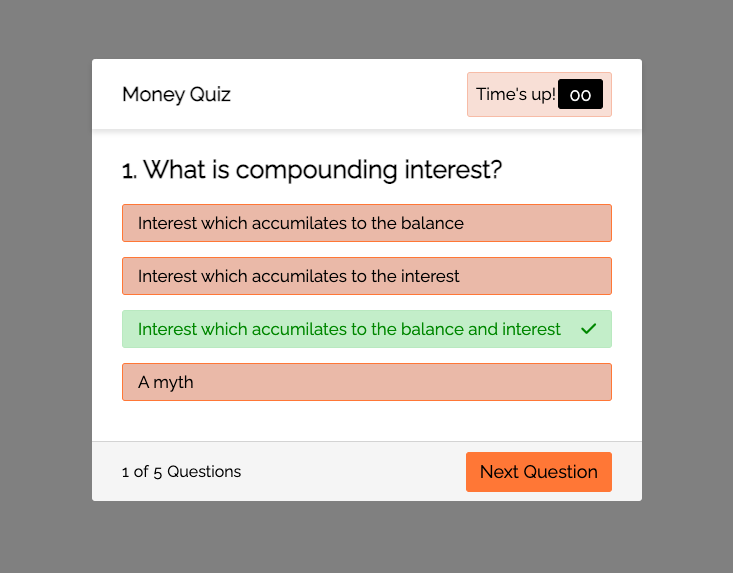 Money Quiz
Time's up! 00
1. What is compounding interest?
Interest which accumilates to the balance
Interest which accumilates to the interest
Interest which accumilates to the balance and interest
A myth
1 of 5 Questions
Next Question